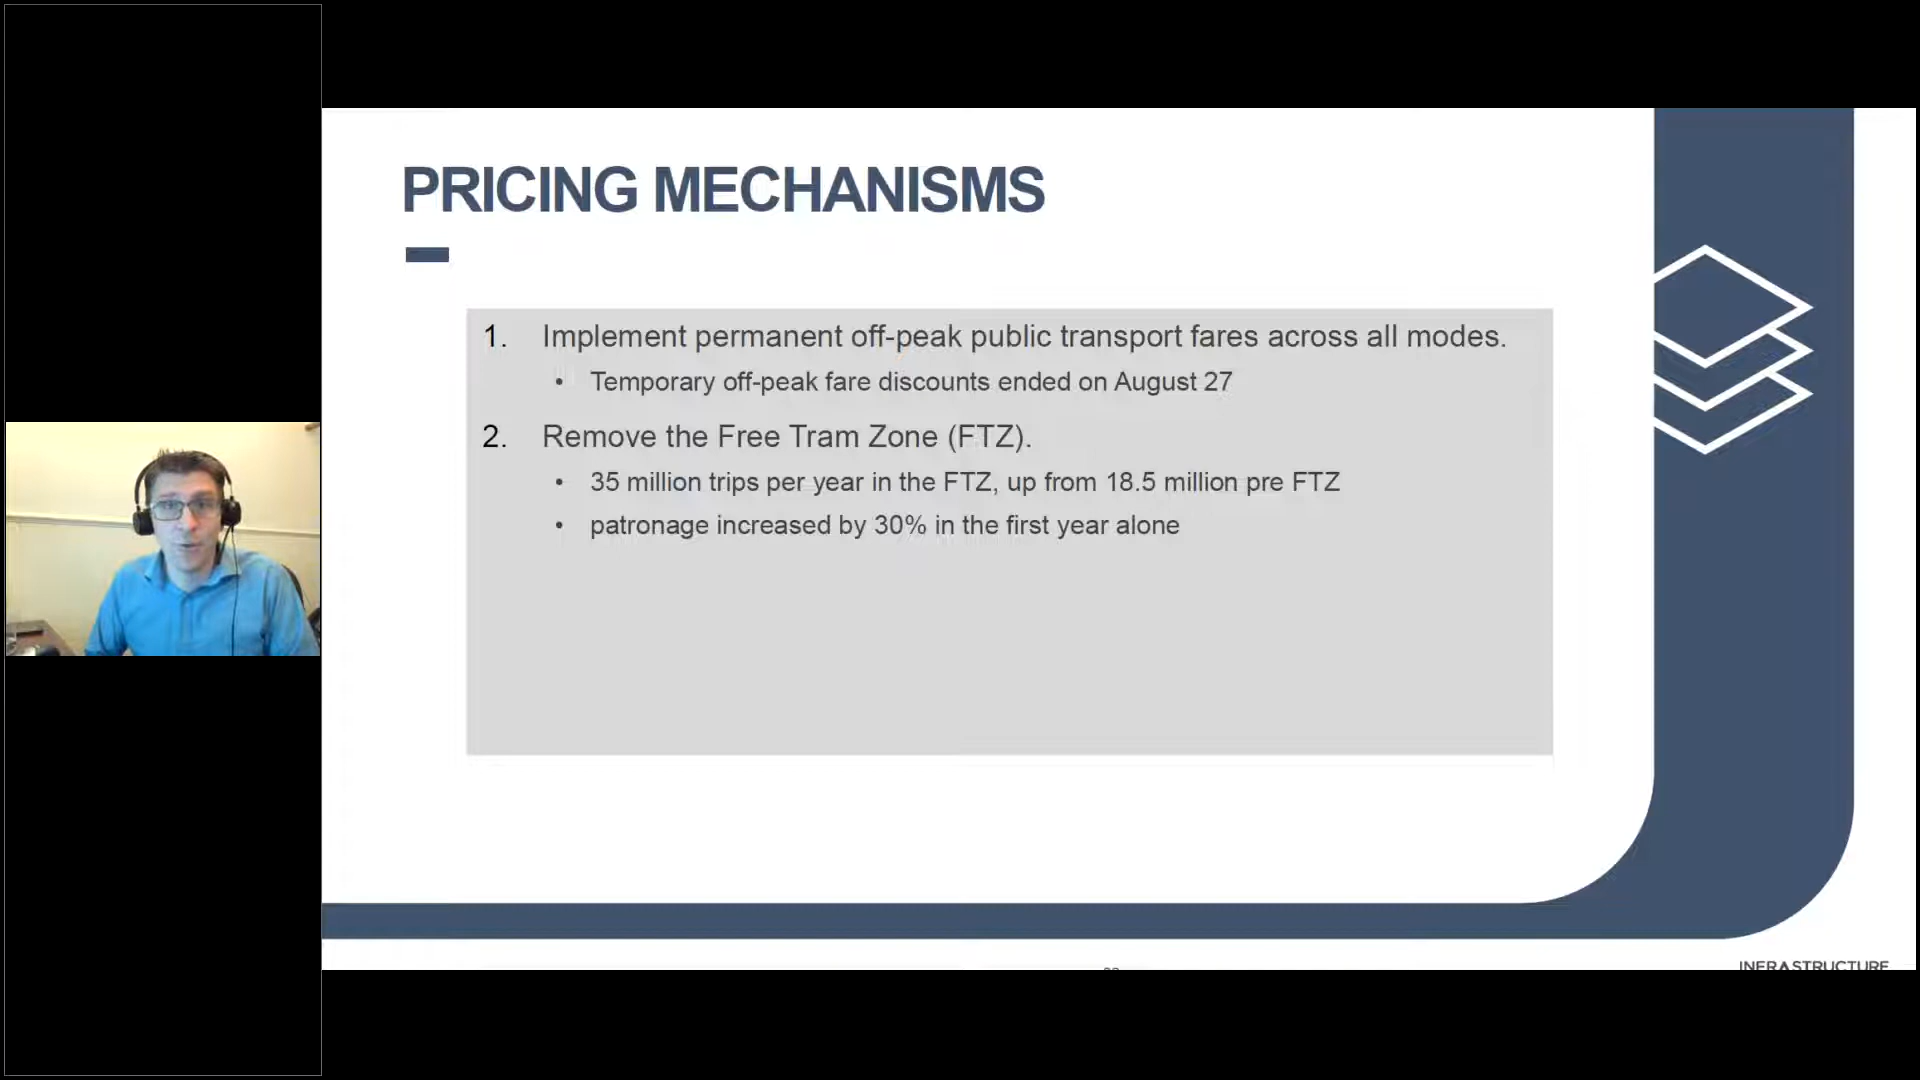 PRICING MECHANISMS
1. Implement permanent off-peak public transport fares across all modes.
• Temporary off-peak fare discounts ended on August 27
2. Remove the Free Tram Zone (FTZ).
• 35 million trips per year in the FTZ, up from 18.5 million pre FTZ
• patronage increased by 30% in the first year alone
INFRASTRUCTURE